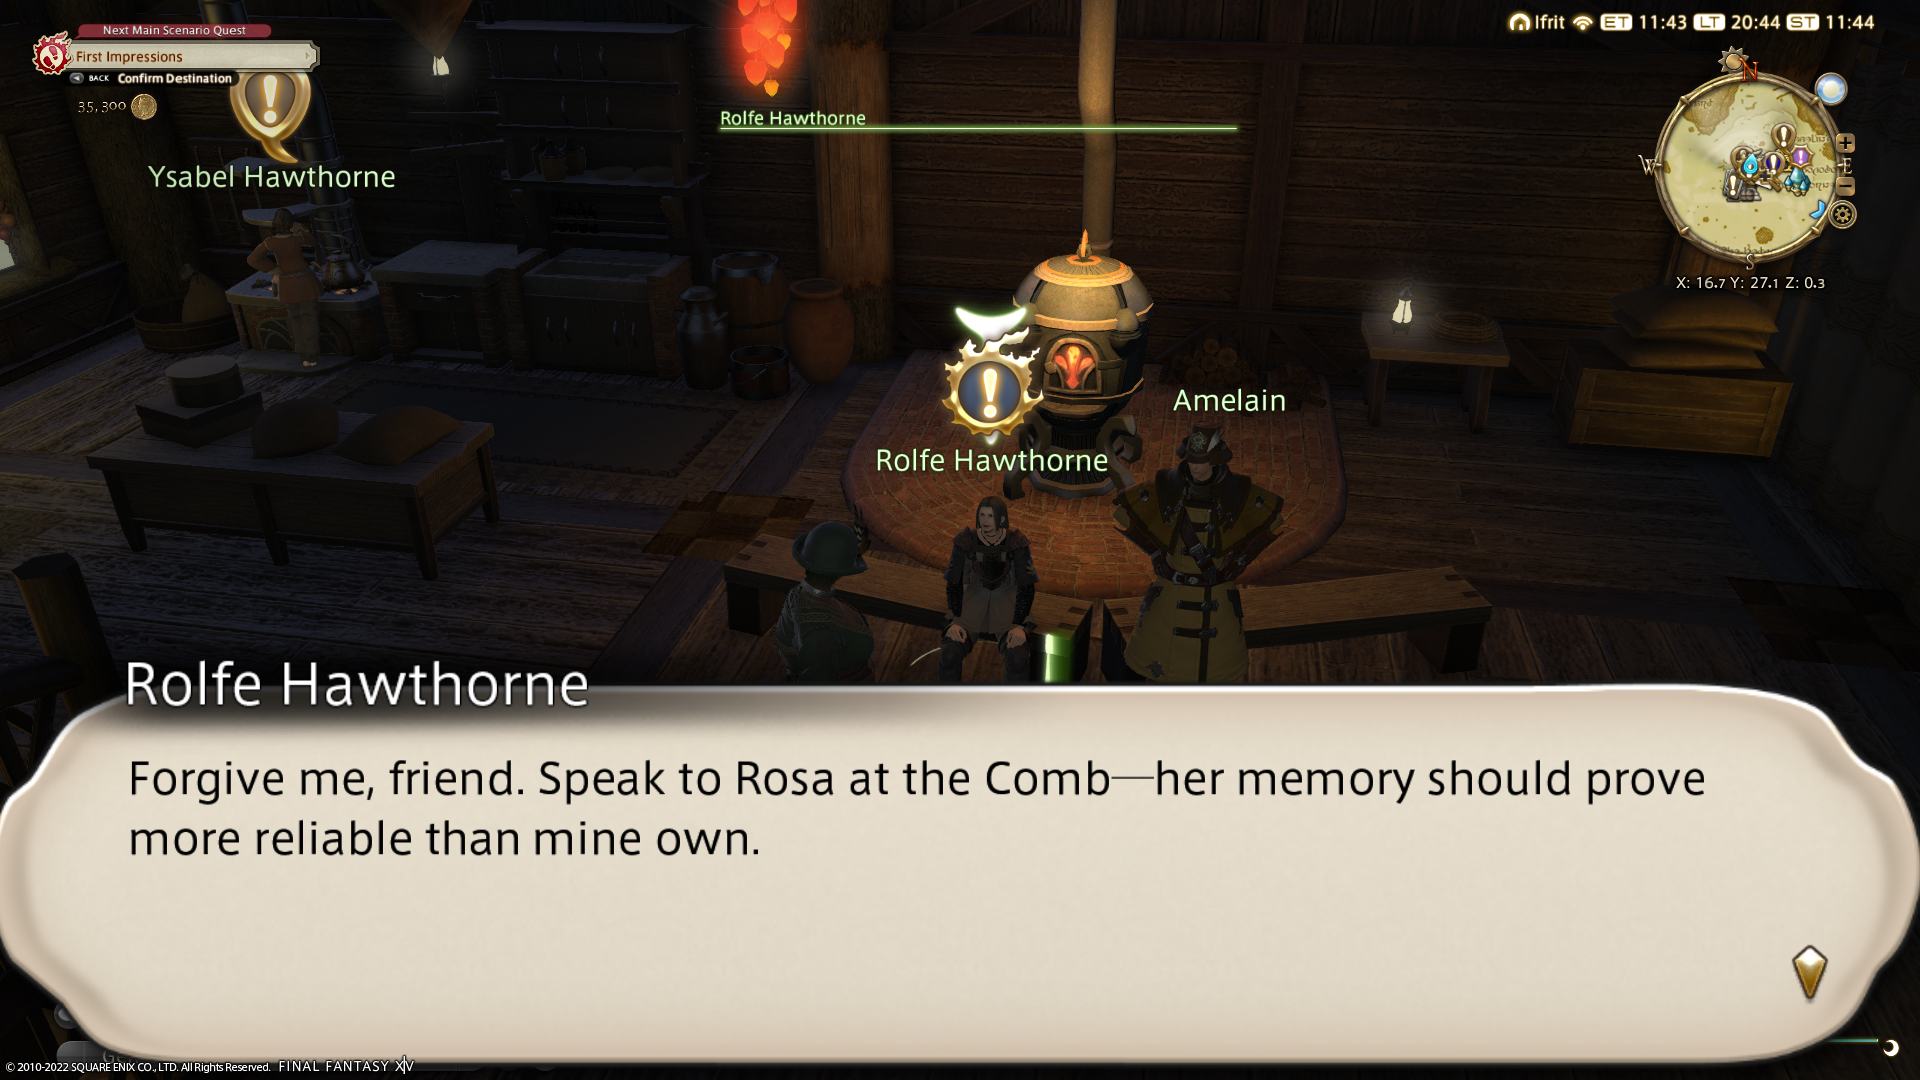 Next Main Scenario Quest
First Impressions
BACK Confirm Destination
35,300
Ifrit ET 11:43 LT 20:44 ST 11:44
N
W
E
S
X: 16.7 Y: 27.1 Z: 0.3
Rolfe Hawthorne
Ysabel Hawthorne
Amelain
Rolfe Hawthorne
Rolfe Hawthorne
Forgive me, friend. Speak to Rosa at the Comb—her memory should prove
more reliable than mine own.
© 2010-2022 SQUARE ENIX CO., LTD. All Rights Reserved. FINAL FANTASY XIV